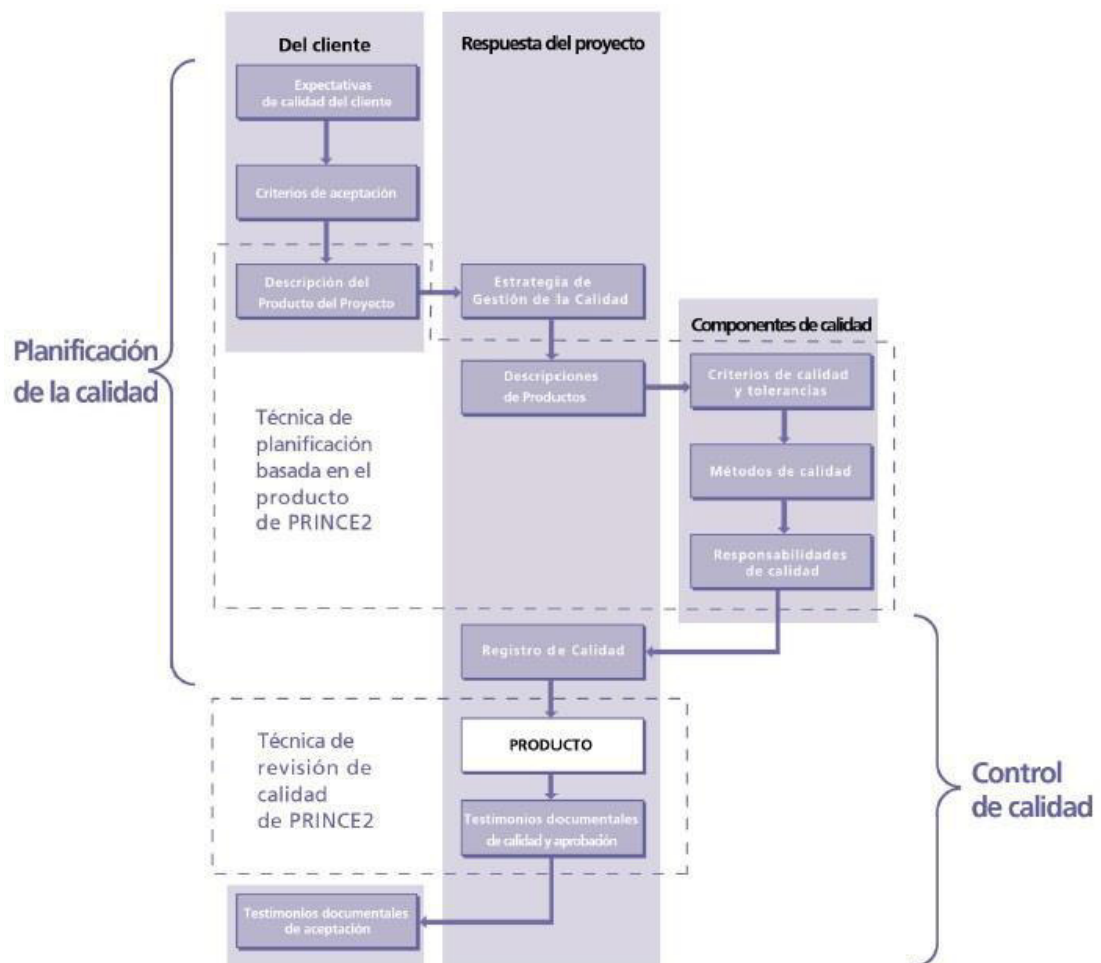 Del cliente
Respuesta del proyecto
Expectativas
de calidad del cliente
Criterios de aceptación
Descripción del
Producto del Proyecto
Estrategia de
Gestión de la Calidad
Componentes de calidad
Planificación
de la calidad
Descripciones
de Productos
Criterios de calidad
y tolerancias
Técnica de
planificación
basada en el
producto
de PRINCE2
Métodos de calidad
Responsabilidades
de calidad
Registro de Calidad
Técnica de
revisión de
calidad
de PRINCE2
PRODUCTO
Control
de calidad
Testimonios documentales
de calidad y aprobación
Testimonios documentales
de aceptación